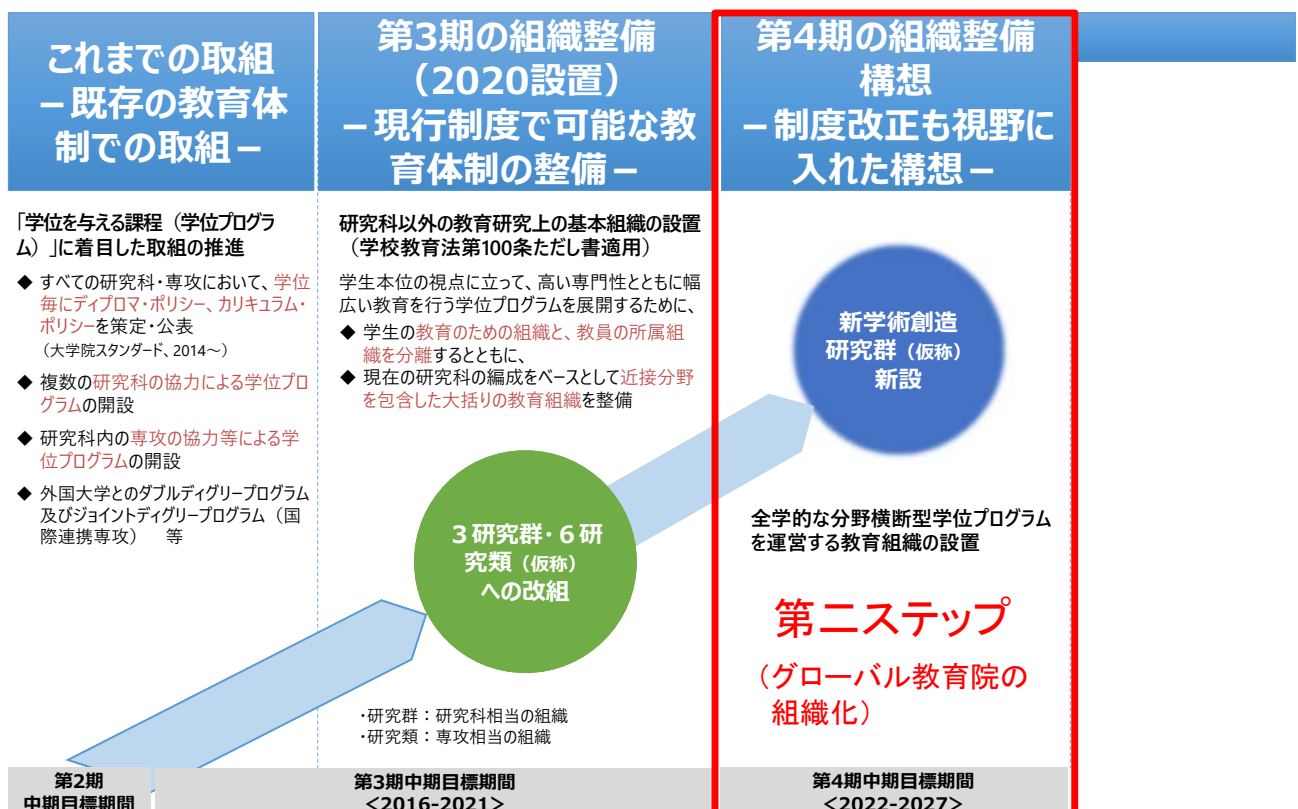 これまでの取組
－既存の教育体
制での取組－
第3期の組織整備
（2020設置）
－現行制度で可能な教
育体制の整備－
第4期の組織整備
構想
－制度改正も視野に
入れた構想－
「学位を与える課程（学位プログラ
ム）」に着目した取組の推進
◆ すべての研究科・専攻において、学位
毎にディプロマ・ポリシー、カリキュラム・
ポリシーを策定・公表
（大学院スタンダード、2014～）
◆ 複数の研究科の協力による学位プロ
グラムの開設
◆ 研究科内の専攻の協力等による学
位プログラムの開設
◆ 外国大学とのダブルディグリープログラム
及びジョイントディグリープログラム（国
際連携専攻） 等
研究科以外の教育研究上の基本組織の設置
（学校教育法第100条ただし書適用）
学生本位の視点に立って、高い専門性とともに幅
広い教育を行う学位プログラムを展開するために、
◆ 学生の教育のための組織と、教員の所属組
織を分離するとともに、
◆ 現在の研究科の編成をベースとして近接分野
を包含した大括りの教育組織を整備
３研究群・６研
究類（仮称）
への改組
・研究群：研究科相当の組織
・研究類：専攻相当の組織
新学術創造
研究群（仮称）
新設
全学的な分野横断型学位プログラム
を運営する教育組織の設置
第二ステップ
（グローバル教育院の
組織化）
第2期
中期目標期間
第3期中期目標期間
<2016-2021>
第4期中期目標期間
<2022-2027>